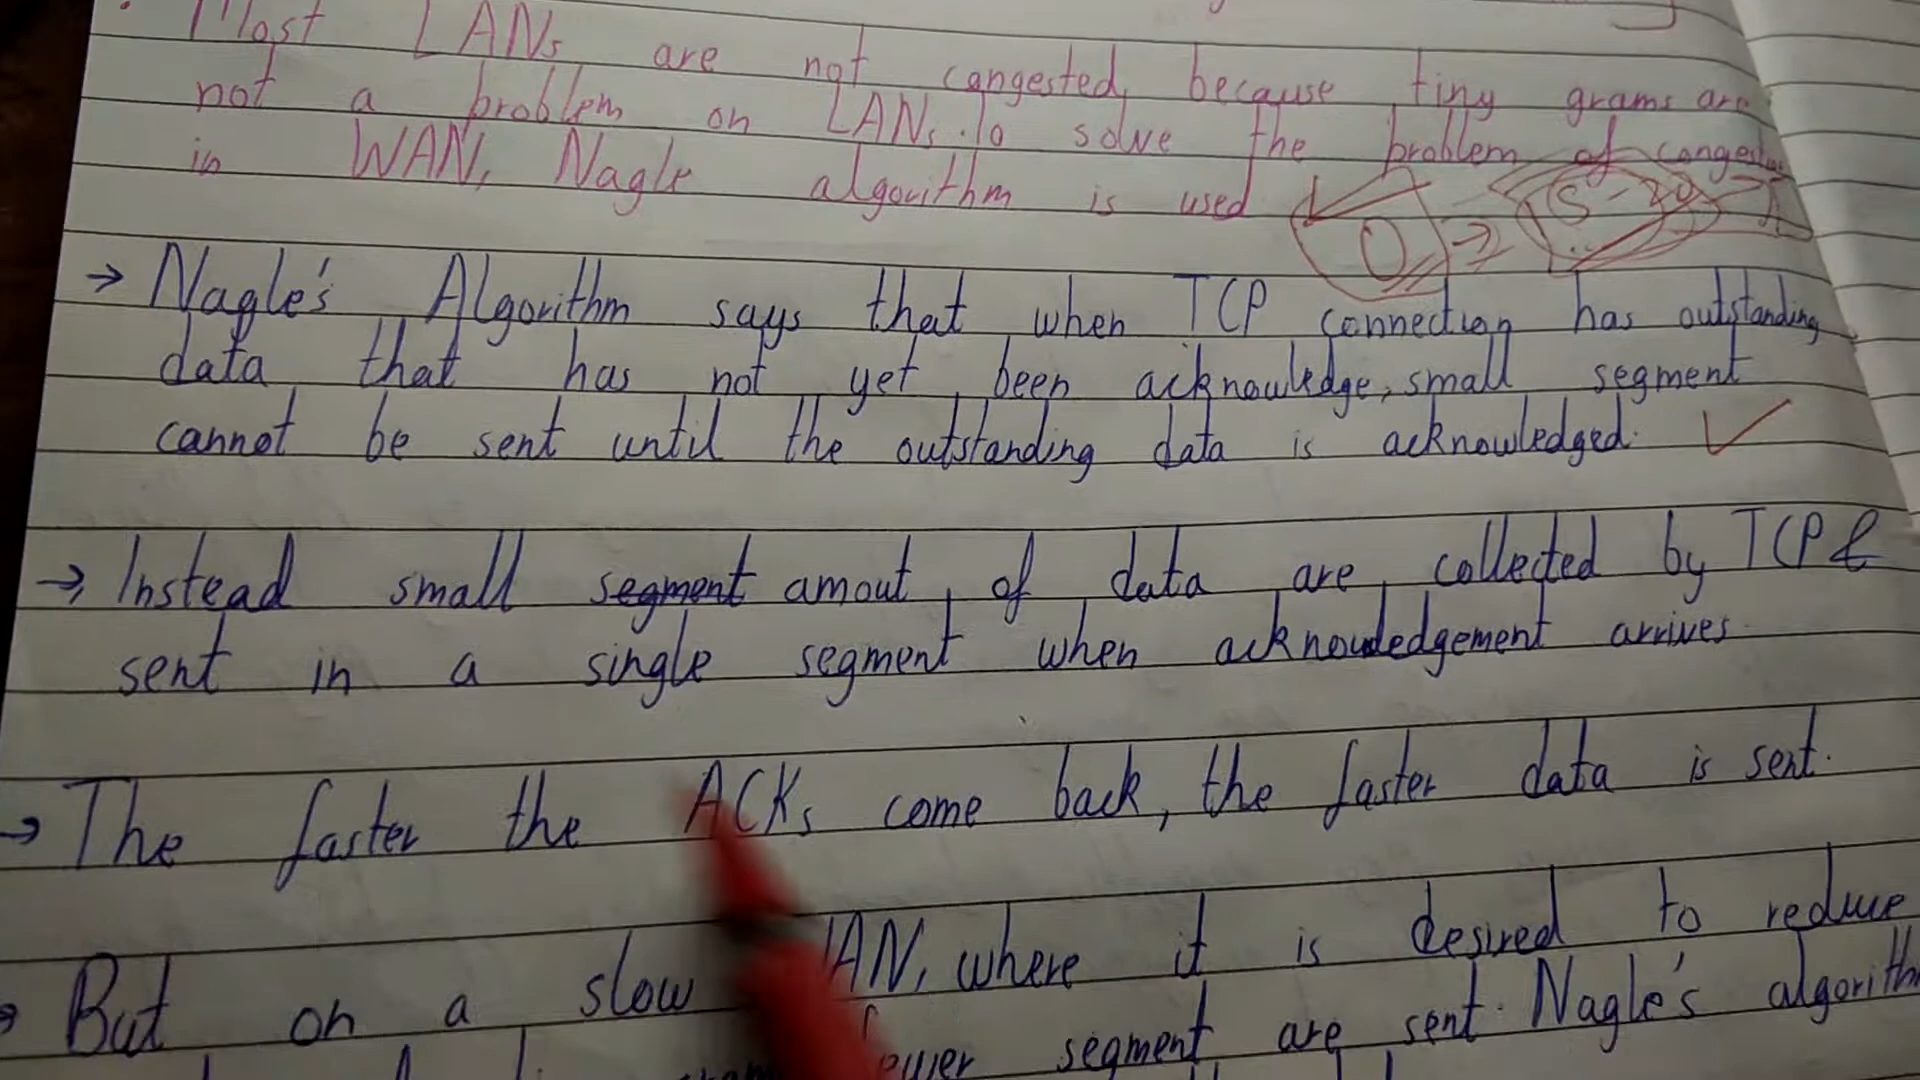 Most LANs are not congested, because tiny grams are
not a problem on LANs. To solve the problem of congestion
in WAN, Nagle algorithm is used
O → S - 20
→ Nagle's Algorithm says that when TCP connection has outstanding
data that has not yet been acknowledge, small segment
cannot be sent until the outstanding data is acknowledged.
→ Instead small segment amout of data are collected by TCP &
sent in a single segment when acknowledgement arrives.
→ The faster the ACKs come back, the faster data is sent.
→ But on a slow WAN, where it is desired to reduce
fewer segment are sent. Nagle's algorithm